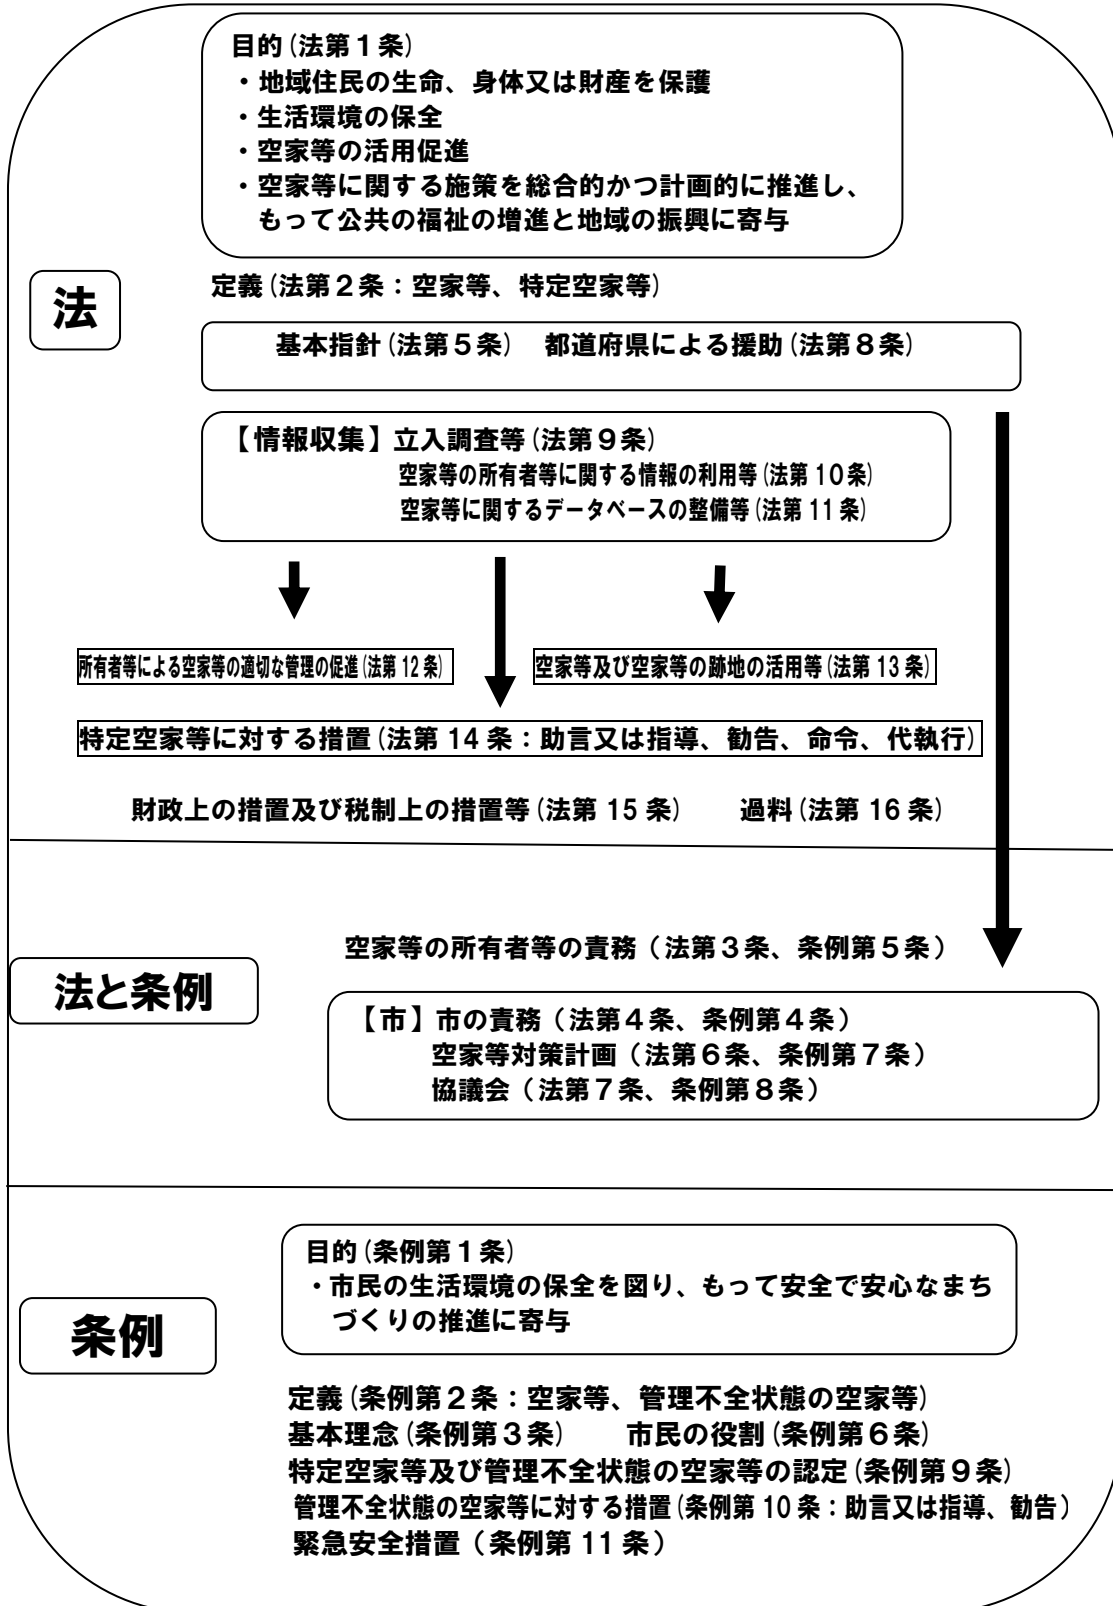 目的(法第1条)
・地域住民の生命、身体又は財産を保護
・生活環境の保全
・空家等の活用促進
・空家等に関する施策を総合的かつ計画的に推進し、
もって公共の福祉の増進と地域の振興に寄与
法
定義(法第2条：空家等、特定空家等)
基本指針(法第5条)　都道府県による援助(法第8条)
【情報収集】立入調査等(法第9条)
空家等の所有者等に関する情報の利用等(法第10条)
空家等に関するデータベースの整備等(法第11条)
所有者等による空家等の適切な管理の促進(法第12条)
空家等及び空家等の跡地の活用等(法第13条)
特定空家等に対する措置(法第14条：助言又は指導、勧告、命令、代執行)
財政上の措置及び税制上の措置等(法第15条)　過料(法第16条)
空家等の所有者等の責務（法第3条、条例第5条）
法と条例
【市】市の責務（法第4条、条例第4条）
空家等対策計画（法第6条、条例第7条）
協議会（法第7条、条例第8条）
目的(条例第1条)
・市民の生活環境の保全を図り、もって安全で安心なまち
づくりの推進に寄与
条例
定義(条例第2条：空家等、管理不全状態の空家等)
基本理念(条例第3条)　市民の役割(条例第6条)
特定空家等及び管理不全状態の空家等の認定(条例第9条)
管理不全状態の空家等に対する措置(条例第10条：助言又は指導、勧告)
緊急安全措置（条例第11条）